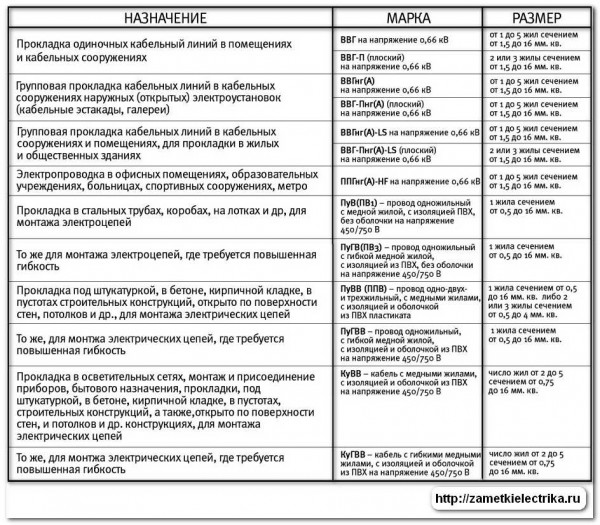 НАЗНАЧЕНИЕ
МАРКА
РАЗМЕР
Прокладка одиночных кабельный линий в помещениях
и кабельных сооружениях
ВВГ на напряжение 0,66 кВ
от 1 до 5 жил сечением
от 1,5 до 16 мм. кв.
ВВГ-П (плоский)
на напряжение 0,66 кВ
2 или 3 жилы сечением
от 1,5 до 16 мм. кв.
Групповая прокладка кабельных линий в кабельных
сооружениях наружных (открытых) электроустановок
(кабельные эстакады, галереи)
ВВГнг(А)
на напряжение 0,66 кВ
от 1 до 5 жил сечением
от 1,5 до 16 мм. кв.
ВВГ-Пнг(А) (плоский)
на напряжение 0,66 кВ
от 1 до 5 жил сечением
от 1,5 до 16 мм. кв.
Групповая прокладка кабельных линий в кабельных
сооружениях и помещениях, для прокладки в жилых
и общественных зданиях
ВВГнг(А)-LS на напряжение 0,66 кВ
от 1 до 5 жил сечением
от 1,5 до 16 мм. кв.
ВВГ-Пнг(А)-LS (плоский)
на напряжение 0,66 кВ
2 или 3 жилы сечением
от 1,5 до 16 мм. кв.
Электропроводка в офисных помещениях, образовательных
учреждениях, больницах, спортивных сооружениях, метро
ППГнг(А)-HF на напряжение 0,66 кВ
от 1 до 5 жил сечением
от 1,5 до 16 мм. кв.
Прокладка в стальных трубах, коробах, на лотках и др, для
монтажа электроцепей
ПуВ(ПВ1) – провод одножильный
с медной жилой, с изоляцией ПВХ,
без оболочки на напряжение
450/750 В
1 жила сечением
от 0,5 до 16 мм. кв.
То же для монтажа электроцепей, где требуется повышенная
гибкость
ПуГВ(ПВ3) – провод одножильный
с гибкой медной жилой,
с изоляцией из ПВХ, без оболочки
на напряжение 450/750 В
1 жила сечением
от 0,5 до 16 мм. кв.
Прокладка под штукатуркой, в бетоне, кирпичной кладке, в
пустотах строительных конструкций, открыто по поверхности
стен, потолков и др., для монтажа электрических цепей
ПуВВ (ППВ) – провод одно-двух-
и трехжильный, с медными жилами,
с изоляцией и оболочкой
из ПВХ пластиката
1 жила сечением от 0,5
до 16 мм. кв. либо 2
или 3 жилы сечением
от 0,5 до 4 мм. кв.
То же, для монтжа электрических цепей, где требуется
повышенная гибкость
ПуГВВ – провод одножильный,
с гибкой медной жилой,
с изоляцией и оболочкой из ПВХ
на напряжение 450/750 В
1 жила сечением
от 0,5 до 16 мм. кв.
Прокладка в осветительных сетях, монтаж и присоединение
приборов, бытового назначения, прокладки, под
штукатуркой, в бетоне, кирпичной кладке, в пустотах,
строительных конструкций, а также,открыто по поверхности
стен, и потолков и др. конструкциях, для монтажа
электрических цепей
КуВВ – кабель с медными жилами,
с изоляцией и оболочкой из ПВХ
на напряжение 450/750 В
число жил от 2 до 5
сечением от 0,75
до 16 мм. кв.
То же, для монтажа электрических цепей, где требуется
повышенная гибкость
КуГВВ – кабель с гибкими медными
жилами, с изоляцией и оболочкой из
ПВХ на напряжение 450/750 В
число жил от 2 до 5
сечением от 0,75
до 16 мм. кв.
http://zametkielectrika.ru